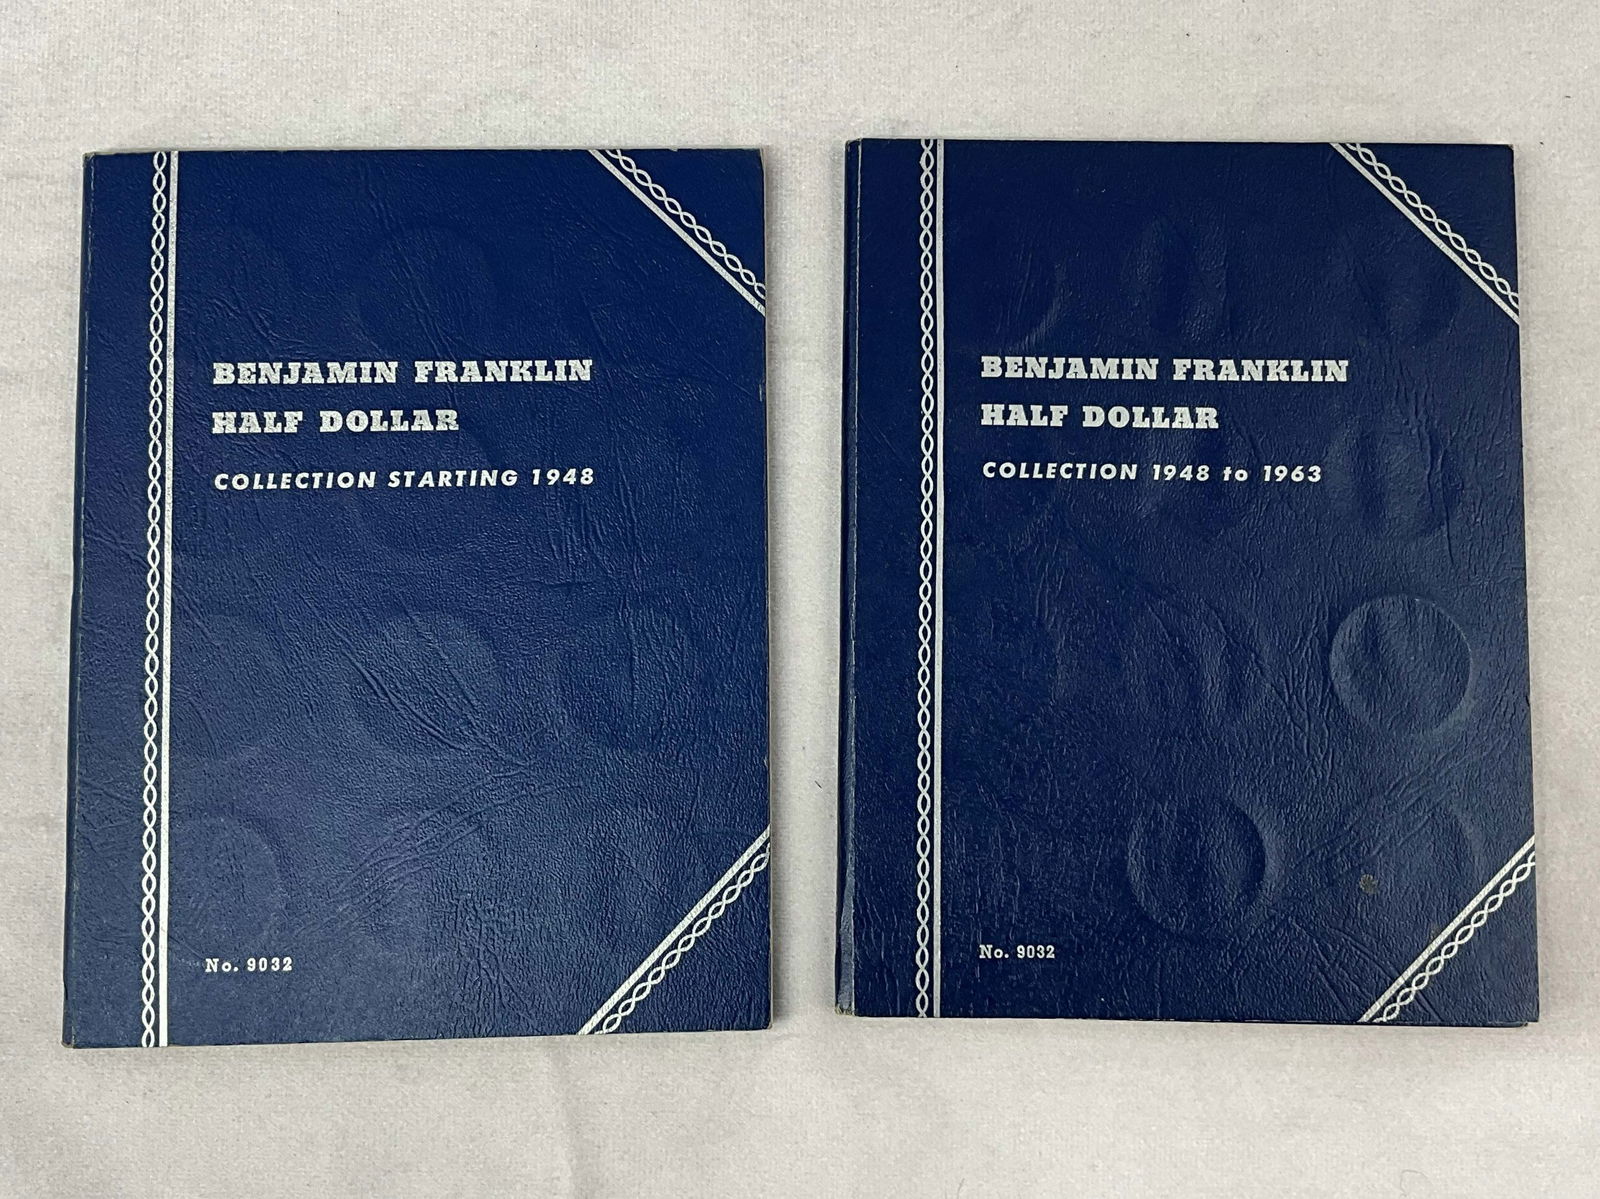 BENJAMIN FRANKLIN
HALF DOLLAR
COLLECTION STARTING 1948
No. 9032
BENJAMIN FRANKLIN
HALF DOLLAR
COLLECTION 1948 to 1963
No. 9032